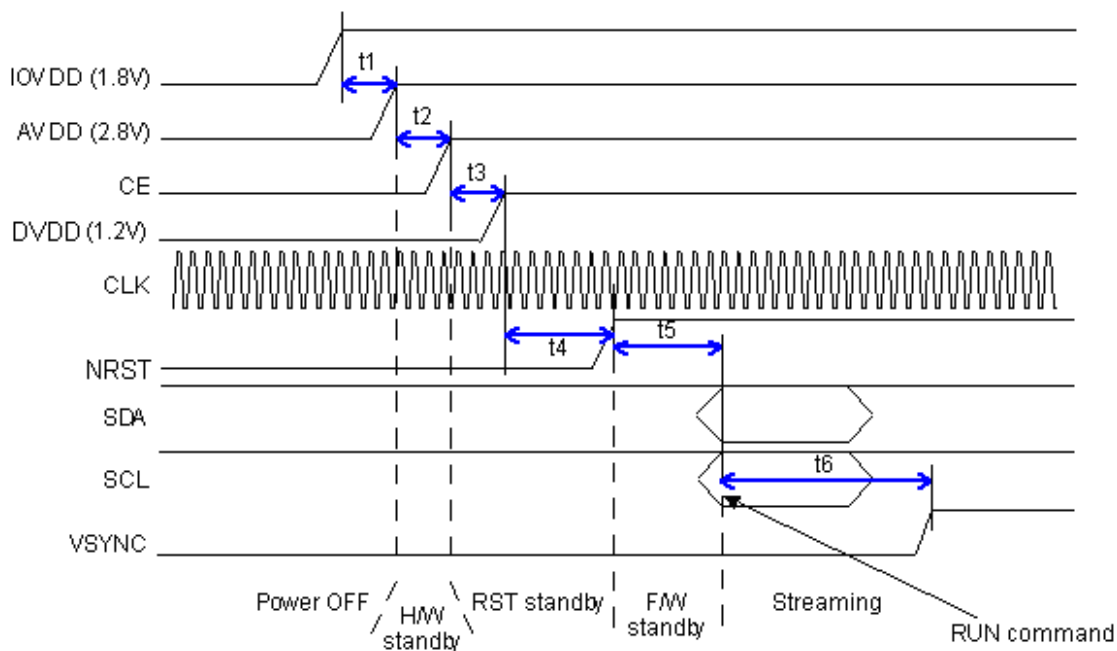 IOVDD (1.8V)
t1
AVDD (2.8V)
t2
CE
t3
DVDD (1.2V)
CLK
t4
t5
NRST
SDA
SCL
t6
VSYNC
Power OFF
H/W
standby
RST standby
F/W
standby
Streaming
RUN command